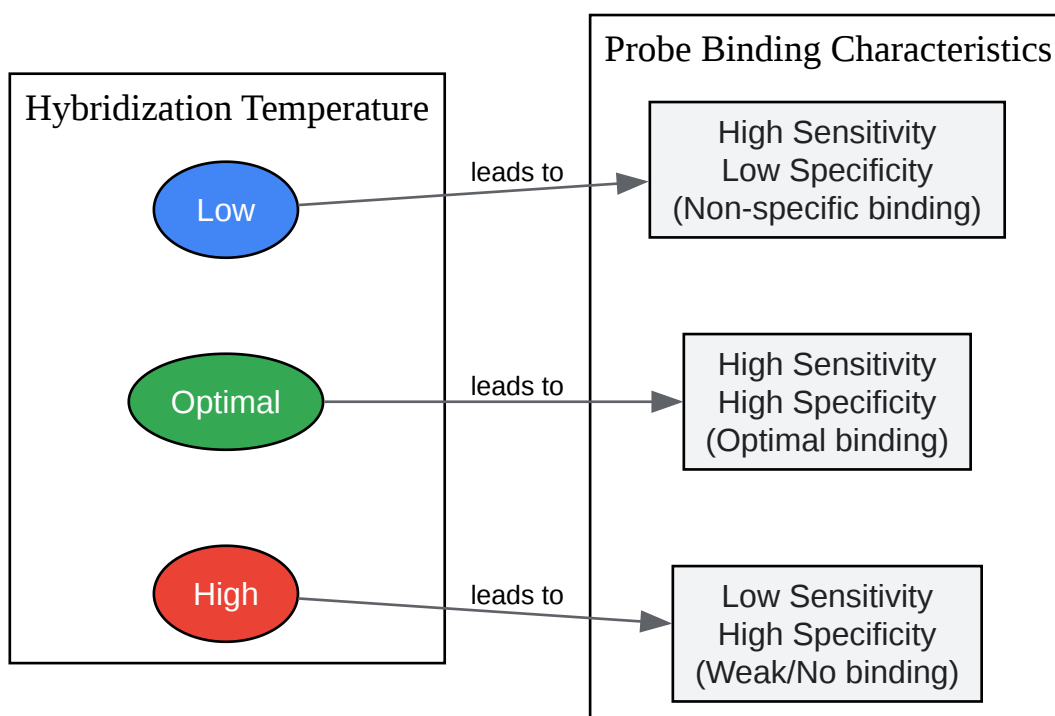 Probe Binding Characteristics
Hybridization Temperature
Low
leads to
High Sensitivity
Low Specificity
(Non-specific binding)
Optimal
leads to
High Sensitivity
High Specificity
(Optimal binding)
High
leads to
Low Sensitivity
High Specificity
(Weak/No binding)